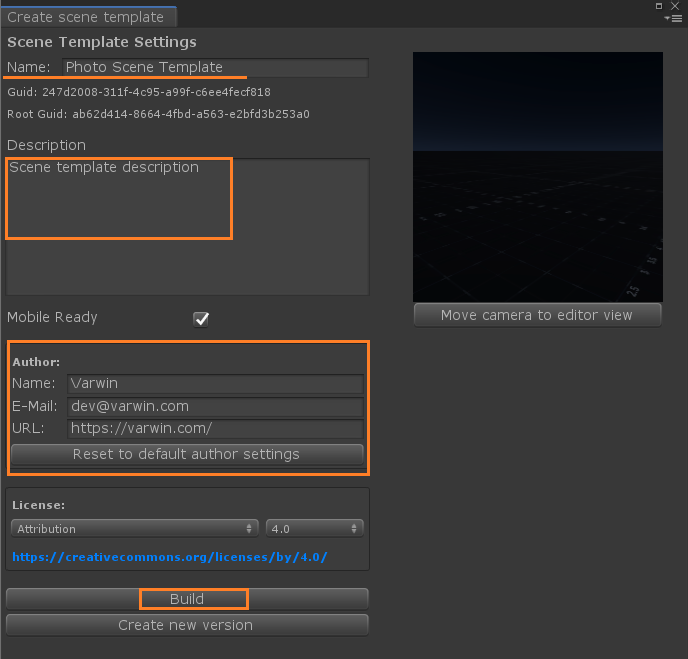 Create scene template
Scene Template Settings
Name: Photo Scene Template
Guid: 247d2008-311f-4c95-a99f-c6ee4fecf818
Root Guid: ab62d414-8664-4fbd-a563-e2bfd3b253a0
Description
Scene template description
Mobile Ready
Move camera to editor view
Author:
Name: Varwin
E-Mail: dev@varwin.com
URL: https://varwin.com/
Reset to default author settings
License:
Attribution 4.0
https://creativecommons.org/licenses/by/4.0/
Build
Create new version